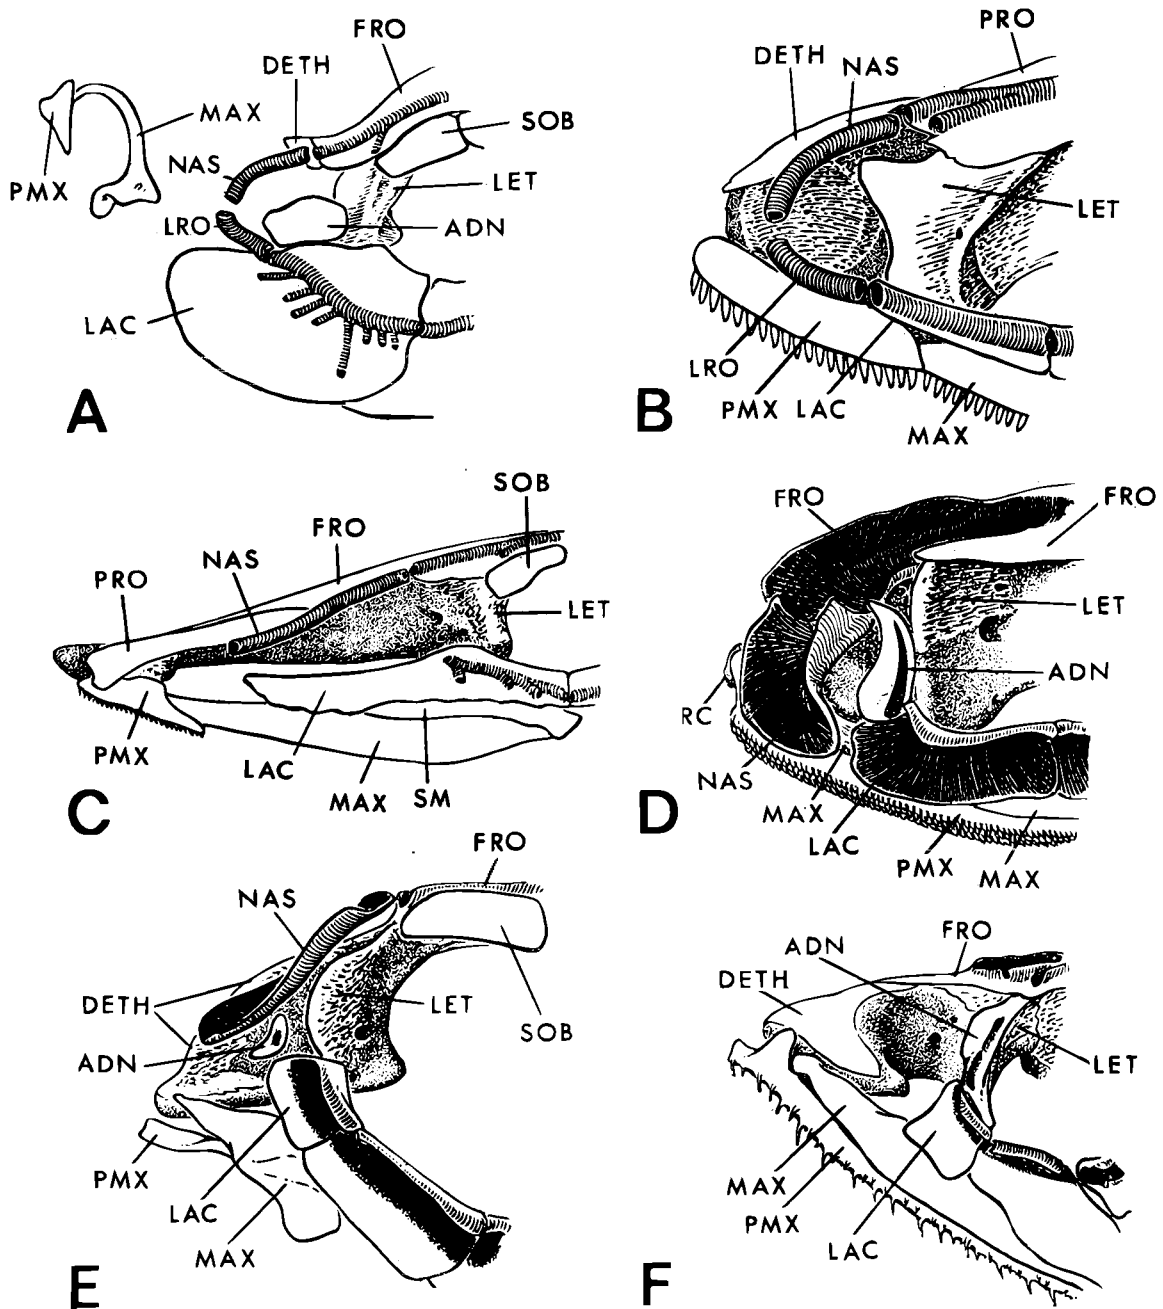 FRO
DETH
MAX
SOB
NAS
PMX
LET
LRO
ADN
LAC
A
PRO
DETH
NAS
LET
LRO
PMX LAC
MAX
B
SOB
FRO
NAS
PRO
LET
PMX
LAC
MAX SM
C
FRO
FRO
LET
ADN
RC
NAS
MAX
LAC
PMX
MAX
D
FRO
NAS
DETH
LET
SOB
ADN
PMX
LAC
MAX
E
FRO
ADN
DETH
LET
MAX
PMX
LAC
F